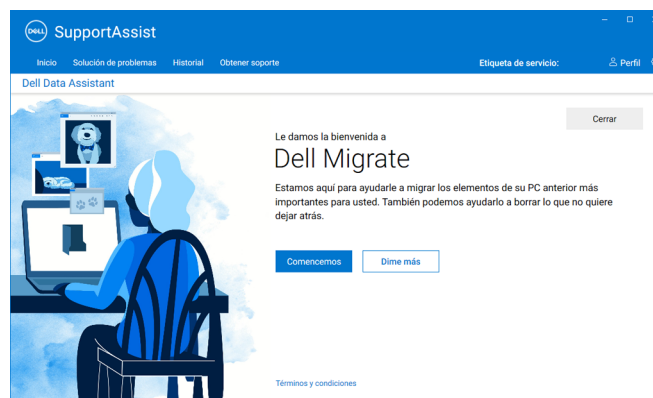 DELL SupportAssist
Inicio Solución de problemas Historial Obtener soporte Etiqueta de servicio: Perfil
Dell Data Assistant
Cerrar
Le damos la bienvenida a
Dell Migrate
Estamos aquí para ayudarle a migrar los elementos de su PC anterior más
importantes para usted. También podemos ayudarlo a borrar lo que no quiere
dejar atrás.
Comencemos Dime más
Términos y condiciones